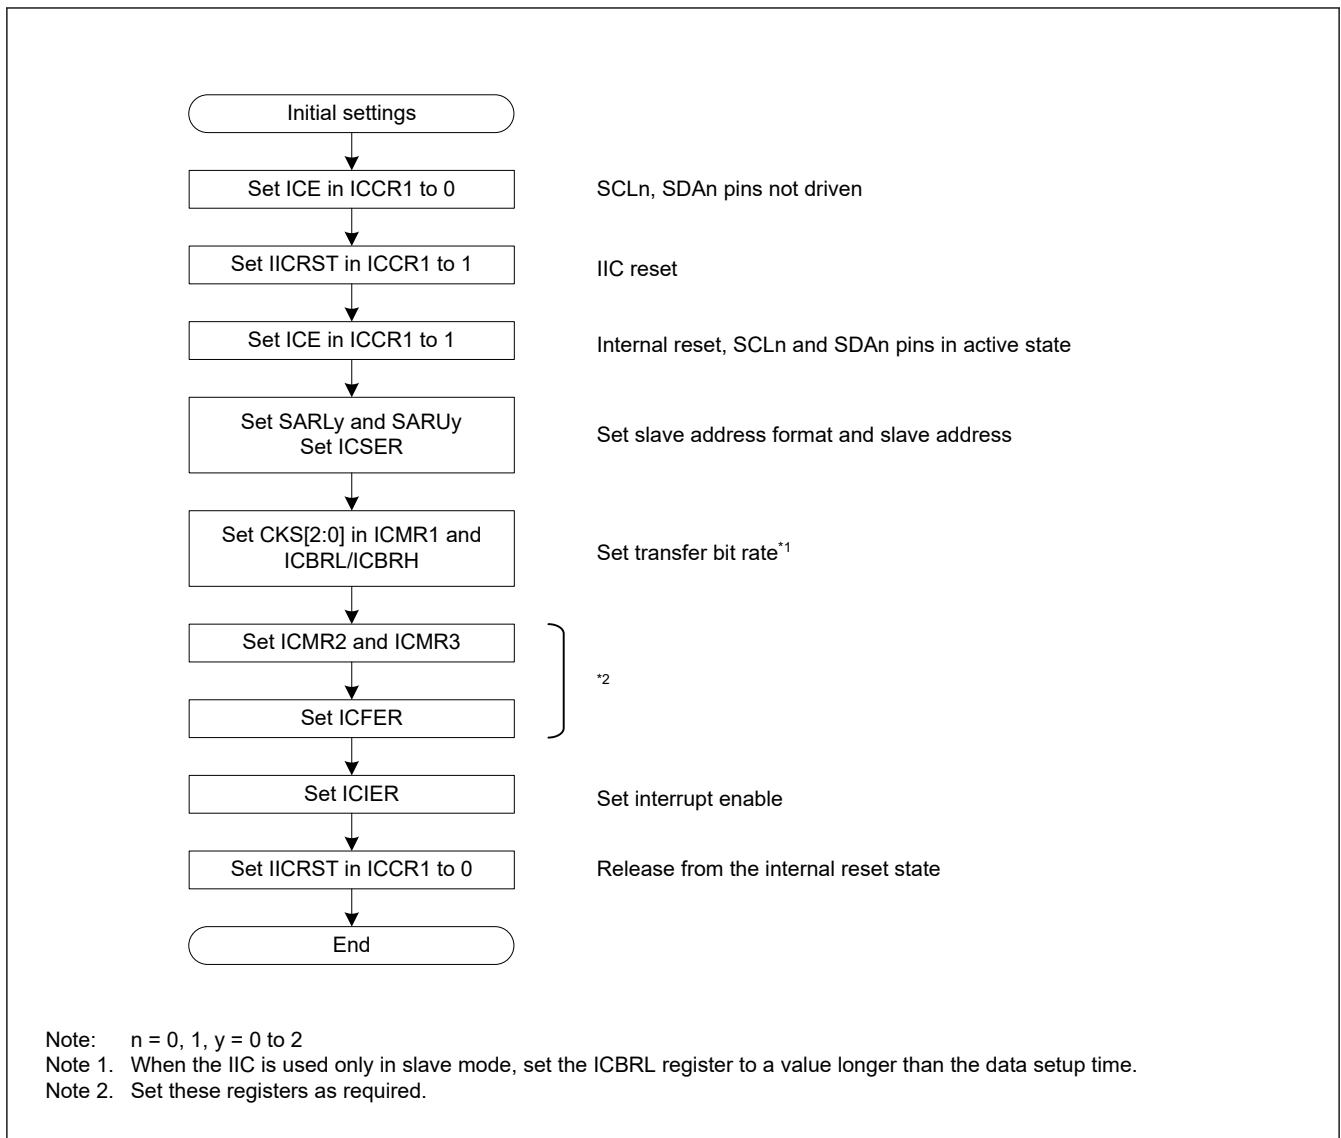 Initial settings
Set ICE in ICCR1 to 0
SCLn, SDAn pins not driven
Set IICRST in ICCR1 to 1
IIC reset
Set ICE in ICCR1 to 1
Internal reset, SCLn and SDAn pins in active state
Set SARLy and SARUy
Set ICSER
Set slave address format and slave address
Set CKS[2:0] in ICMR1 and
ICBRL/ICBRH
Set transfer bit rate*1
Set ICMR2 and ICMR3
*2
Set ICFER
Set ICIER
Set interrupt enable
Set IICRST in ICCR1 to 0
Release from the internal reset state
End
Note: n = 0, 1, y = 0 to 2
Note 1. When the IIC is used only in slave mode, set the ICBRL register to a value longer than the data setup time.
Note 2. Set these registers as required.